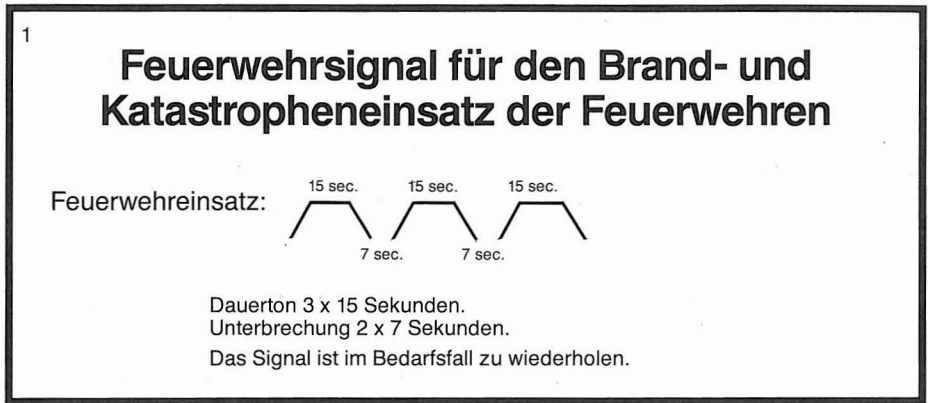 1
Feuerwehrsignal für den Brand- und
Katastropheneinsatz der Feuerwehren
15 sec. 15 sec. 15 sec.
Feuerwehreinsatz:
7 sec. 7 sec.
Dauerton 3 x 15 Sekunden.
Unterbrechung 2 x 7 Sekunden.
Das Signal ist im Bedarfsfall zu wiederholen.